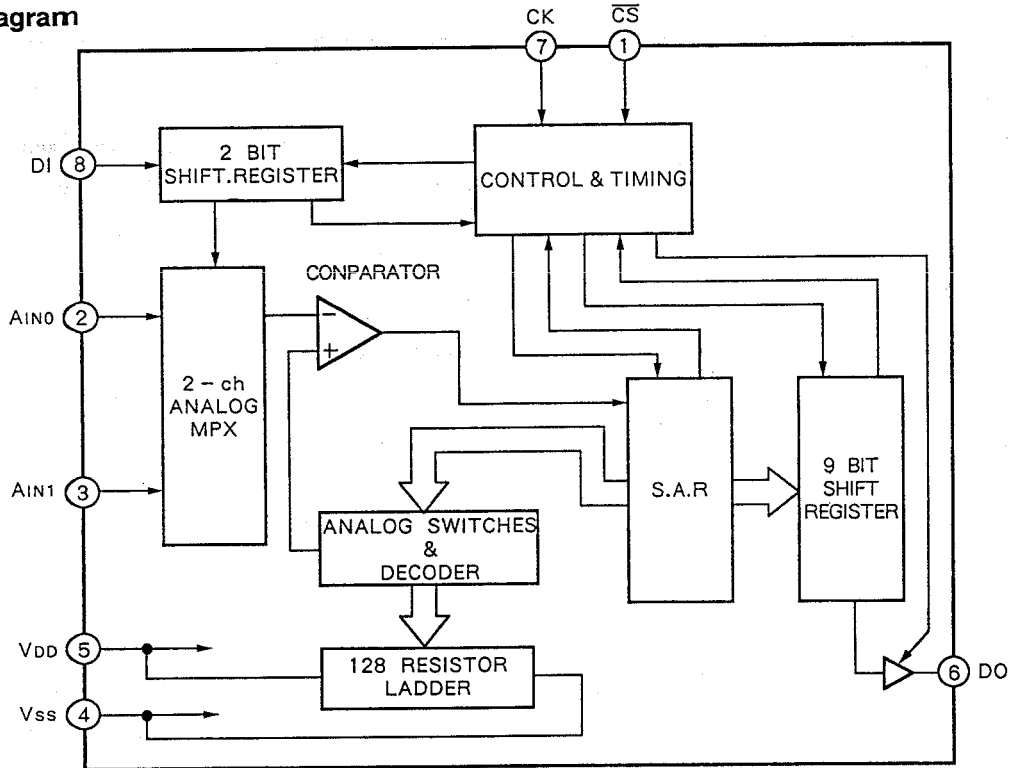 agram
CK
C̅S̅
7
1
DI
8
2 BIT
SHIFT.REGISTER
CONTROL & TIMING
CONPARATOR
AIN0
2
−
+
2 - ch
ANALOG
MPX
AIN1
3
S.A.R
9 BIT
SHIFT
REGISTER
ANALOG SWITCHES
&
DECODER
VDD
5
128 RESISTOR
LADDER
VSS
4
6
DO